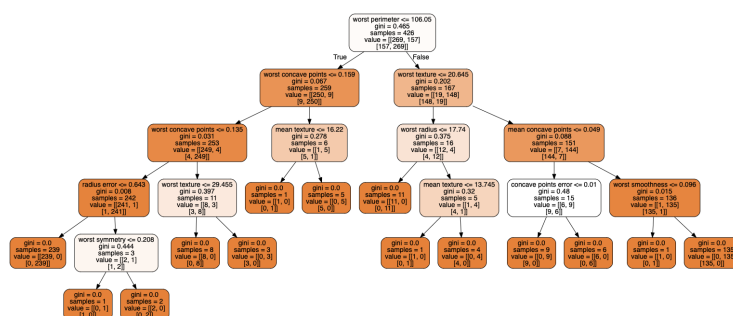 worst perimeter <= 106.05
gini = 0.465
samples = 426
value = [[269, 157]
[157, 269]]
True
False
worst concave points <= 0.159
gini = 0.067
samples = 259
value = [[250, 9]
[9, 250]]
worst texture <= 20.645
gini = 0.202
samples = 167
value = [[19, 148]
[148, 19]]
worst concave points <= 0.135
gini = 0.031
samples = 253
value = [[249, 4]
[4, 249]]
mean texture <= 16.22
gini = 0.278
samples = 6
value = [[1, 5]
[5, 1]]
worst radius <= 17.74
gini = 0.375
samples = 16
value = [[12, 4]
[4, 12]]
mean concave points <= 0.049
gini = 0.088
samples = 151
value = [[7, 144]
[144, 7]]
radius error <= 0.643
gini = 0.008
samples = 242
value = [[241, 1]
[1, 241]]
worst texture <= 29.455
gini = 0.397
samples = 11
value = [[8, 3]
[3, 8]]
gini = 0.0
samples = 1
value = [[1, 0]
[0, 1]]
gini = 0.0
samples = 5
value = [[0, 5]
[5, 0]]
gini = 0.0
samples = 11
value = [[11, 0]
[0, 11]]
mean texture <= 13.745
gini = 0.32
samples = 5
value = [[1, 4]
[4, 1]]
concave points error <= 0.01
gini = 0.48
samples = 15
value = [[6, 9]
[9, 6]]
worst smoothness <= 0.096
gini = 0.015
samples = 136
value = [[1, 135]
[135, 1]]
gini = 0.0
samples = 239
value = [[239, 0]
[0, 239]]
worst symmetry <= 0.208
gini = 0.444
samples = 3
value = [[2, 1]
[1, 2]]
gini = 0.0
samples = 8
value = [[8, 0]
[0, 8]]
gini = 0.0
samples = 3
value = [[0, 3]
[3, 0]]
gini = 0.0
samples = 1
value = [[1, 0]
[0, 1]]
gini = 0.0
samples = 4
value = [[0, 4]
[4, 0]]
gini = 0.0
samples = 9
value = [[0, 9]
[9, 0]]
gini = 0.0
samples = 6
value = [[6, 0]
[0, 6]]
gini = 0.0
samples = 1
value = [[1, 0]
[0, 1]]
gini = 0.0
samples = 135
value = [[0, 135]
[135, 0]]
gini = 0.0
samples = 1
value = [[0, 1]
[1, 0]]
gini = 0.0
samples = 2
value = [[2, 0]
[0, 2]]